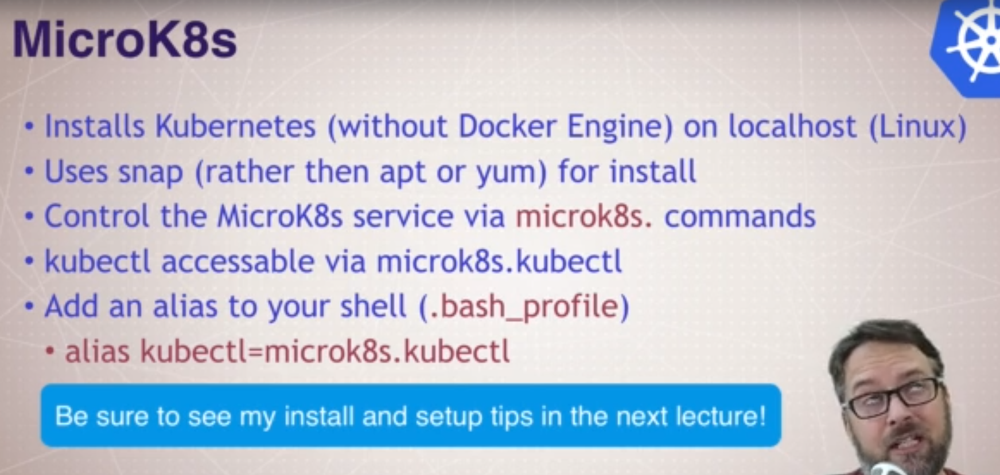 MicroK8s
• Installs Kubernetes (without Docker Engine) on localhost (Linux)
• Uses snap (rather then apt or yum) for install
• Control the MicroK8s service via microk8s. commands
• kubectl accessable via microk8s.kubectl
• Add an alias to your shell (.bash_profile)
• alias kubectl=microk8s.kubectl
Be sure to see my install and setup tips in the next lecture!